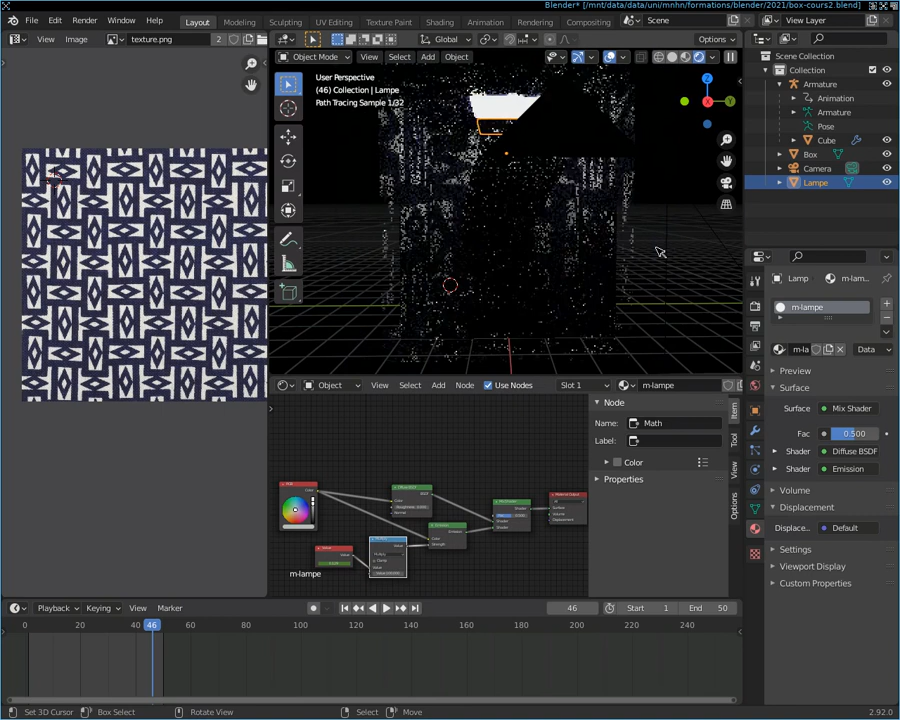 Blender* [/mnt/data/data/uni/mnhn/formations/blender/2021/box-cours2.blend]
File Edit Render Window Help Layout Modeling Sculpting UV Editing Texture Paint Shading Animation Rendering Compositing Scene View Layer
View Image texture.png 2 Global Options
Object Mode View Select Add Object
User Perspective
(46) Collection | Lampe
Path Tracing Sample 1/32
X
Y
Z
Scene Collection
Collection
Armature
Animation
Armature
Pose
Cube
Box
Camera
Lampe
Lamp m-lam..
m-lampe
m-la Data
Preview
Surface
Surface Mix Shader
Fac 0.500
Shader Diffuse BSDF
Shader Emission
Volume
Displacement
Displace... Default
Settings
Viewport Display
Custom Properties
Object View Select Add Node Use Nodes Slot 1 m-lampe
Node
Name: Math
Label:
Color
Properties
Item
Tool
View
Options
m-lampe
Playback Keying View Marker 46 Start 1 End 50
0 20 40 46 60 80 100 120 140 160 180 200 220 240
Set 3D Cursor Box Select Rotate View Select Move 2.92.0